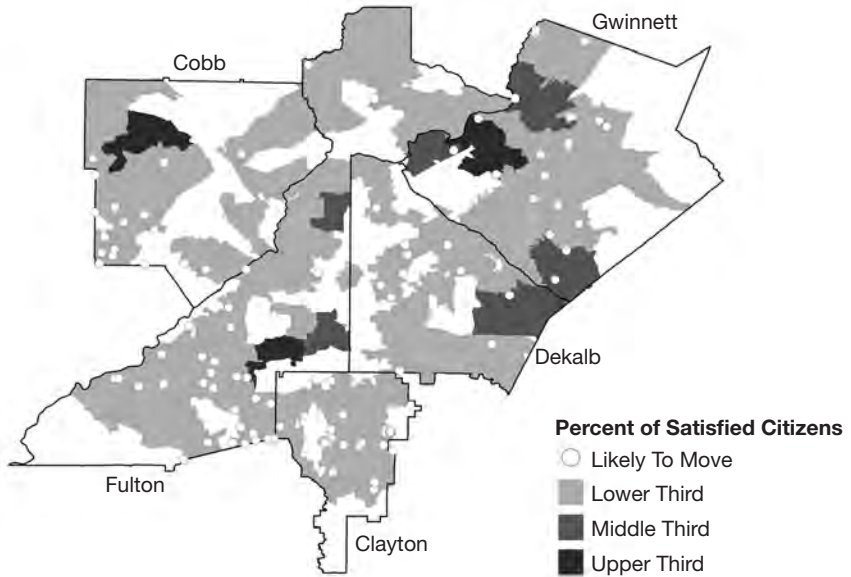 Gwinnett
Cobb
Dekalb
Fulton
Clayton
Percent of Satisfied Citizens
Likely To Move
Lower Third
Middle Third
Upper Third